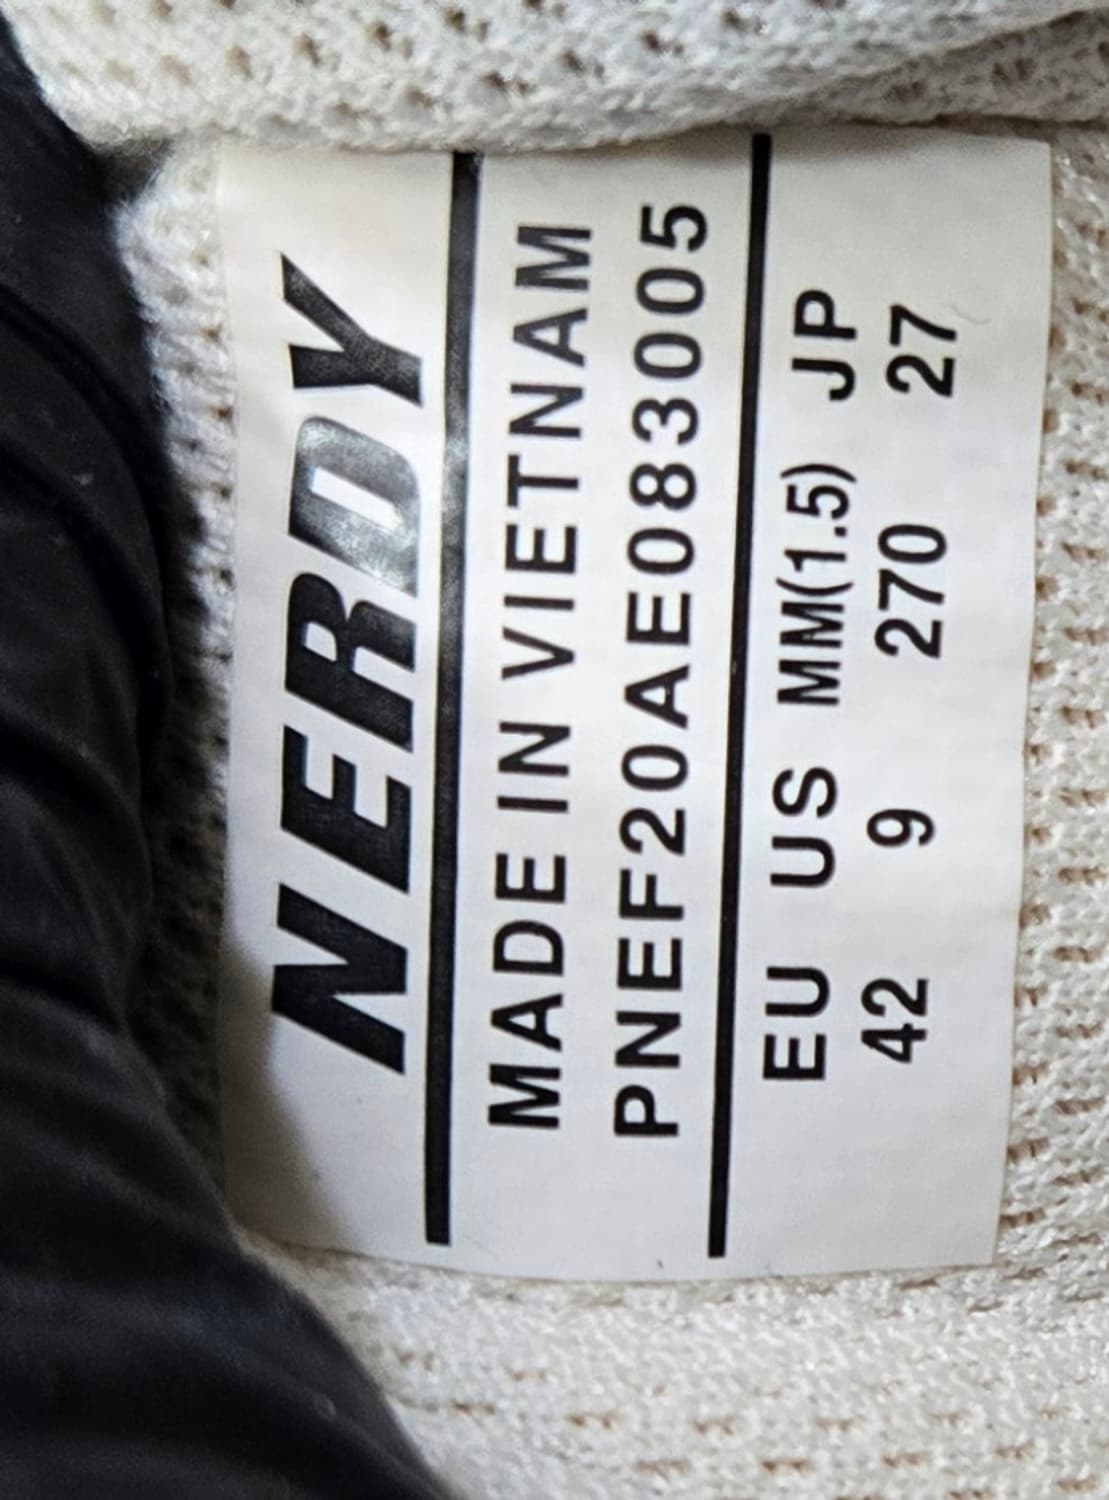 NERDY
MADE IN VIETNAM
PNEF20AE083005
EU US MM(1.5) JP
42 9 270 27